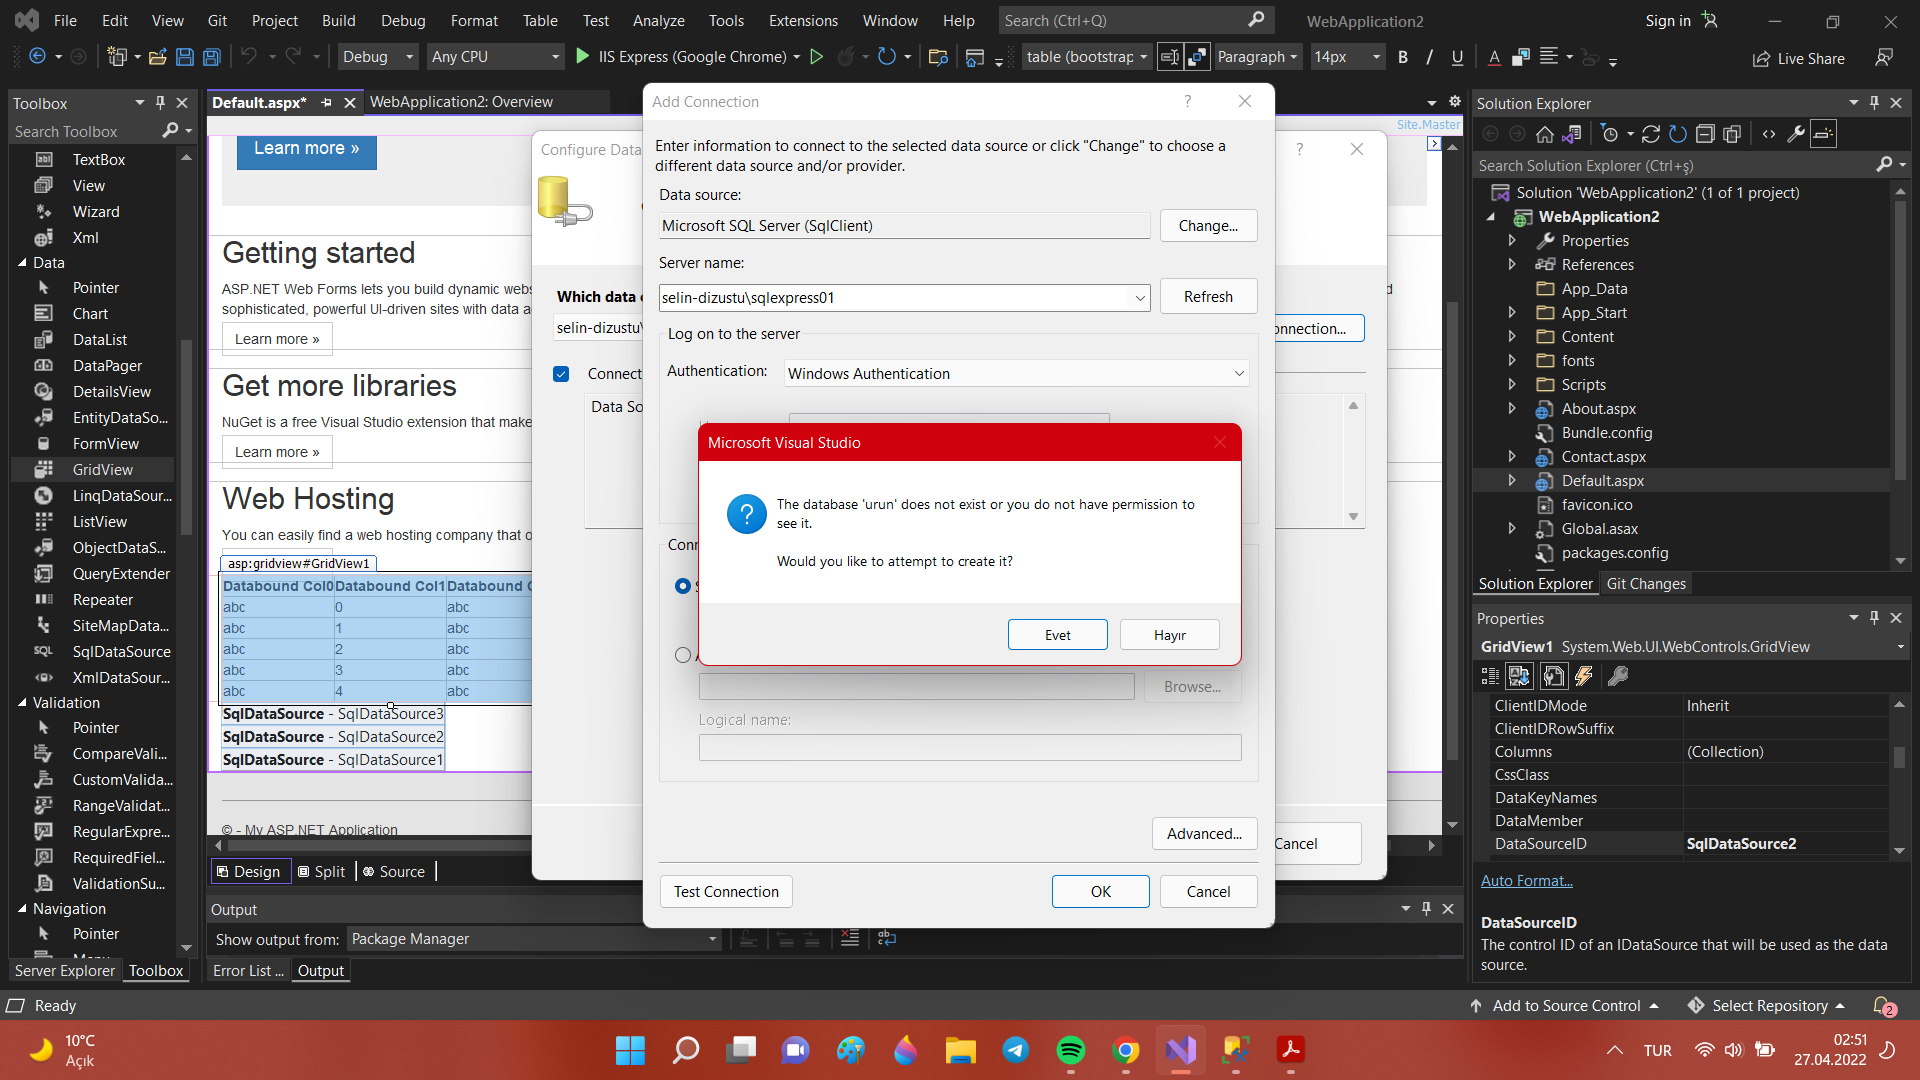 File Edit View Git Project Build Debug Format Table Test Analyze Tools Extensions Window Help Search (Ctrl+Q) WebApplication2 Sign in
Debug Any CPU IIS Express (Google Chrome) table (bootstrap Paragraph 14px B I U A Live Share
Toolbox
Search Toolbox
TextBox
View
Wizard
Xml
Data
Pointer
Chart
DataList
DataPager
DetailsView
EntityDataSo...
FormView
GridView
LinqDataSour...
ListView
ObjectDataS...
QueryExtender
Repeater
SiteMapData...
SQL SqlDataSource
XmlDataSour...
Validation
Pointer
CompareVali...
CustomValida...
RangeValidat...
RegularExpre...
RequiredFiel...
ValidationSu...
Navigation
Pointer
Server Explorer Toolbox
Default.aspx* WebApplication2: Overview
Site.Master
Learn more »
Getting started
ASP.NET Web Forms lets you build dynamic webs
sophisticated, powerful UI-driven sites with data a
Learn more »
Get more libraries
NuGet is a free Visual Studio extension that make
Learn more »
Web Hosting
You can easily find a web hosting company that o
asp:gridview#GridView1
Databound Col0 Databound Col1 Databound C
abc 0 abc
abc 1 abc
abc 2 abc
abc 3 abc
abc 4 abc
SqlDataSource - SqlDataSource3
SqlDataSource - SqlDataSource2
SqlDataSource - SqlDataSource1
© - My ASP.NET Application
Design Split Source
Output
Show output from: Package Manager
Error List ... Output
Configure Data
?
Which data
selin-dizustu\
onnection...
Connect
Data So
Cancel
Add Connection
?
Enter information to connect to the selected data source or click "Change" to choose a
different data source and/or provider.
Data source:
Microsoft SQL Server (SqlClient)
Change...
Server name:
selin-dizustu\sqlexpress01
Refresh
Log on to the server
Authentication: Windows Authentication
Conn
Browse...
Logical name:
Advanced...
Test Connection OK Cancel
Microsoft Visual Studio
The database 'urun' does not exist or you do not have permission to
see it.
Would you like to attempt to create it?
Evet Hayır
Solution Explorer
Search Solution Explorer (Ctrl+ş)
Solution 'WebApplication2' (1 of 1 project)
WebApplication2
Properties
References
App_Data
App_Start
Content
fonts
Scripts
About.aspx
Bundle.config
Contact.aspx
Default.aspx
favicon.ico
Global.asax
packages.config
Solution Explorer Git Changes
Properties
GridView1 System.Web.UI.WebControls.GridView
ClientIDMode Inherit
ClientIDRowSuffix
Columns (Collection)
CssClass
DataKeyNames
DataMember
DataSourceID SqlDataSource2
Auto Format...
DataSourceID
The control ID of an IDataSource that will be used as the data
source.
Ready Add to Source Control Select Repository 2
10°C
Açık
TUR
02:51
27.04.2022